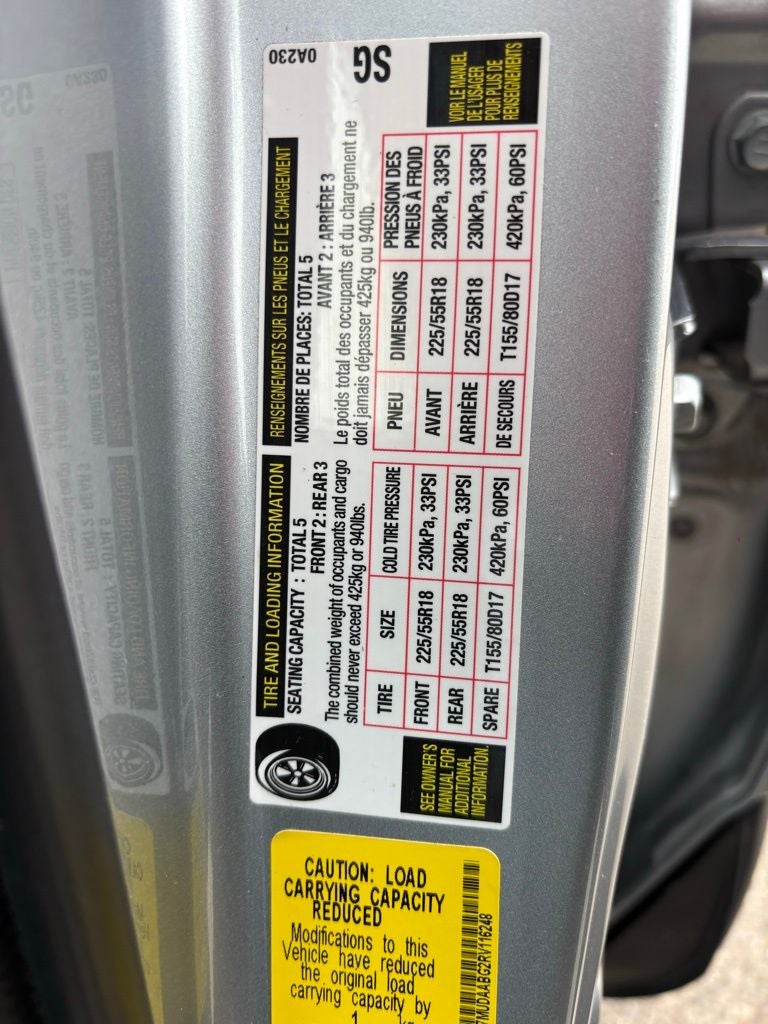 TIRE AND LOADING INFORMATION
SEATING CAPACITY : TOTAL 5
FRONT 2 : REAR 3
The combined weight of occupants and cargo
should never exceed 425kg or 940lbs.
TIRE SIZE COLD TIRE PRESSURE
FRONT 225/55R18 230kPa, 33PSI
REAR 225/55R18 230kPa, 33PSI
SPARE T155/80D17 420kPa, 60PSI
SEE OWNER'S
MANUAL FOR
ADDITIONAL
INFORMATION.
RENSEIGNEMENTS SUR LES PNEUS ET LE CHARGEMENT
NOMBRE DE PLACES: TOTAL 5
AVANT 2 : ARRIÈRE 3
Le poids total des occupants et du chargement ne
doit jamais dépasser 425kg ou 940lb.
PNEU DIMENSIONS PRESSION DES
PNEUS À FROID
AVANT 225/55R18 230kPa, 33PSI
ARRIÈRE 225/55R18 230kPa, 33PSI
DE SECOURS T155/80D17 420kPa, 60PSI
VOIR LE MANUEL
DE L'USAGER
POUR PLUS DE
RENSEIGNEMENTS
0A230
SG
CAUTION: LOAD
CARRYING CAPACITY
REDUCED
Modifications to this
Vehicle have reduced
the original load
carrying capacity by
kg
7MUDAABG2RV116248